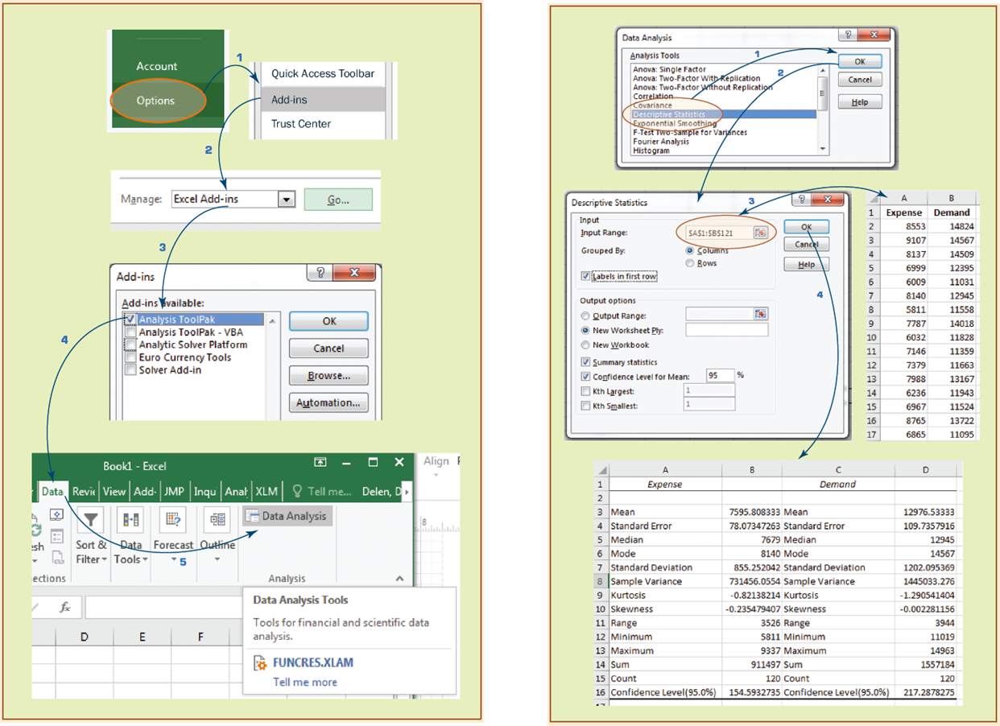 Account
Options
1
Quick Access Toolbar
Add-ins
Trust Center
2
Manage: Excel Add-ins Go...
3
Add-ins
?
Add-ins available:
Analysis ToolPak
Analysis ToolPak - VBA
Analytic Solver Platform
Euro Currency Tools
Solver Add-in
OK
Cancel
Browse...
Automation...
4
Book1 - Excel
Align
Data Revie View Add- JMP Inqu Anal XLM Tell me... Delen, D
Data Analysis
8
esh Sort & Data Forecast Outline
Filter Tools
5
ections Analysis
fx
Data Analysis Tools
Tools for financial and scientific data
analysis.
FUNCRES.XLAM
Tell me more
D E F
Data Analysis
?
Analysis Tools
Anova: Single Factor
Anova: Two-Factor With Replication
Anova: Two-Factor Without Replication
Correlation
Covariance
Descriptive Statistics
Exponential Smoothing
F-Test Two-Sample for Variances
Fourier Analysis
Histogram
OK
Cancel
Help
1
2
Descriptive Statistics
?
3
Input
Input Range: $A$1:$B$121
Grouped By: Columns
Rows
Labels in first row
OK
Cancel
Help
4
Output options
Output Range:
New Worksheet Ply:
New Workbook
Summary statistics
Confidence Level for Mean: 95 %
Kth Largest: 1
Kth Smallest: 1
A B
1 Expense Demand
2 8553 14824
3 9107 14567
4 8137 14509
5 6999 12395
6 6009 11031
7 8140 12945
8 5811 11558
9 7787 14018
10 6032 11828
11 7146 11359
12 7379 11663
13 7988 13167
14 6236 11943
15 6967 11524
16 8765 13722
17 6865 11095
A B C D
1 Expense Demand
2
3 Mean 7595.808333 Mean 12976.53333
4 Standard Error 78.07347263 Standard Error 109.7357916
5 Median 7679 Median 12945
6 Mode 8140 Mode 14567
7 Standard Deviation 855.252042 Standard Deviation 1202.095369
8 Sample Variance 731456.0554 Sample Variance 1445033.276
9 Kurtosis -0.82138214 Kurtosis -1.290541404
10 Skewness -0.235479407 Skewness -0.002281156
11 Range 3526 Range 3944
12 Minimum 5811 Minimum 11019
13 Maximum 9337 Maximum 14963
14 Sum 911497 Sum 1557184
15 Count 120 Count 120
16 Confidence Level(95.0%) 154.5932735 Confidence Level(95.0%) 217.2878275